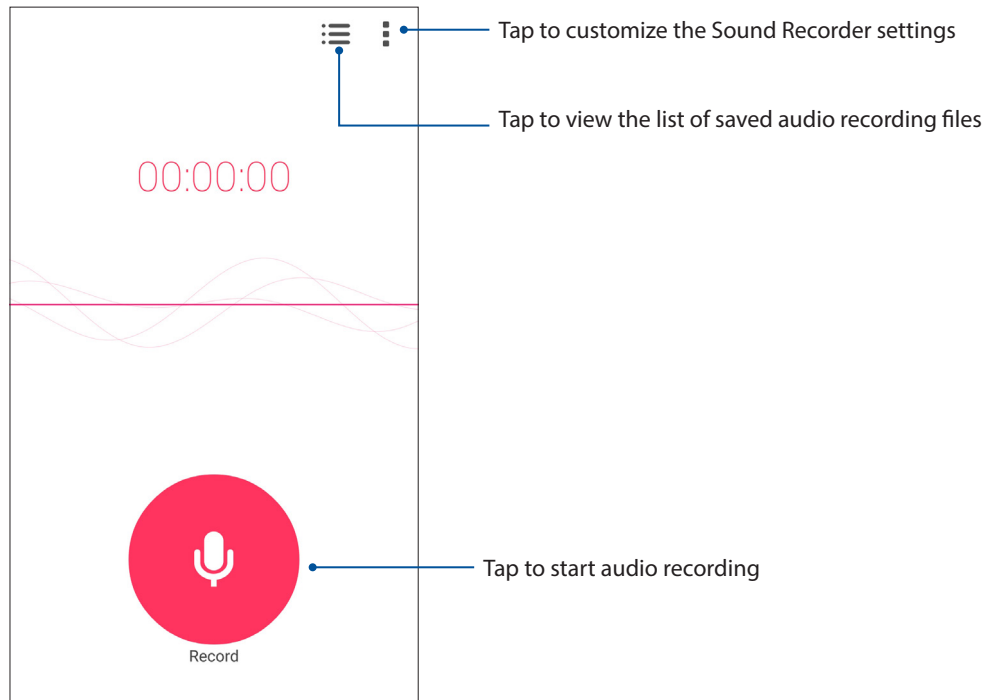 Tap to customize the Sound Recorder settings
Tap to view the list of saved audio recording files
00:00:00
Tap to start audio recording
Record